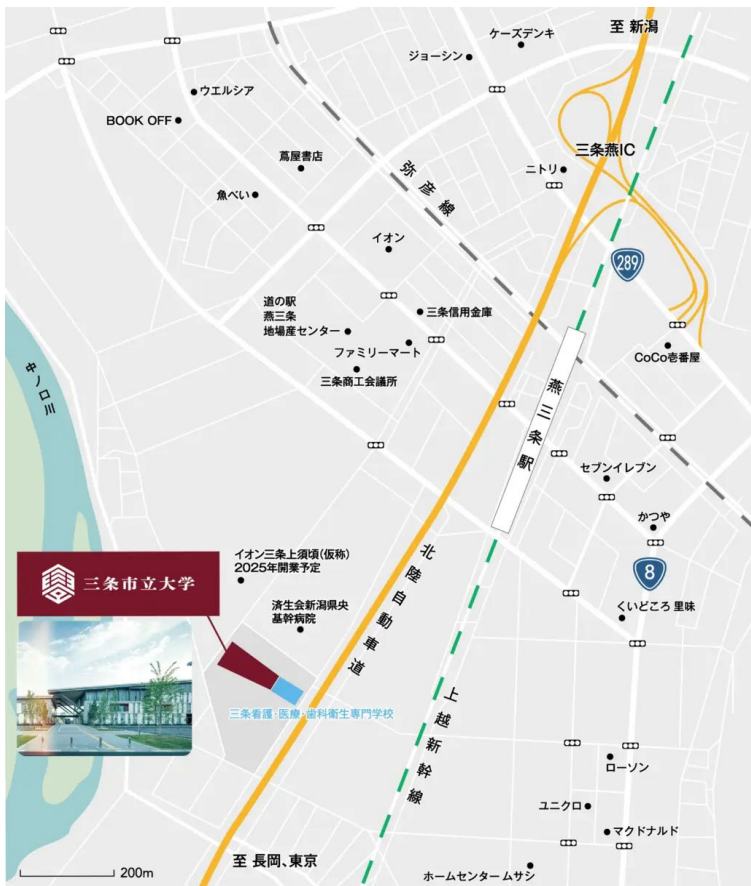 至 新潟
ケーズデンキ
ジョーシン
ウエルシア
BOOK OFF
三条燕IC
蔦屋書店
ニトリ
弥彦線
魚べい
イオン
289
道の駅
燕三条
地場産センター
三条信用金庫
ファミリーマート
CoCo壱番屋
三条商工会議所
中ノ口川
燕三条駅
セブンイレブン
かつや
イオン三条上須頃(仮称)
2025年開業予定
北陸自動車道
8
三条市立大学
済生会新潟県央
基幹病院
くいどころ 里味
三条看護・医療・歯科衛生専門学校
上越新幹線
ローソン
ユニクロ
マクドナルド
至 長岡、東京
200m
ホームセンター ムサシ